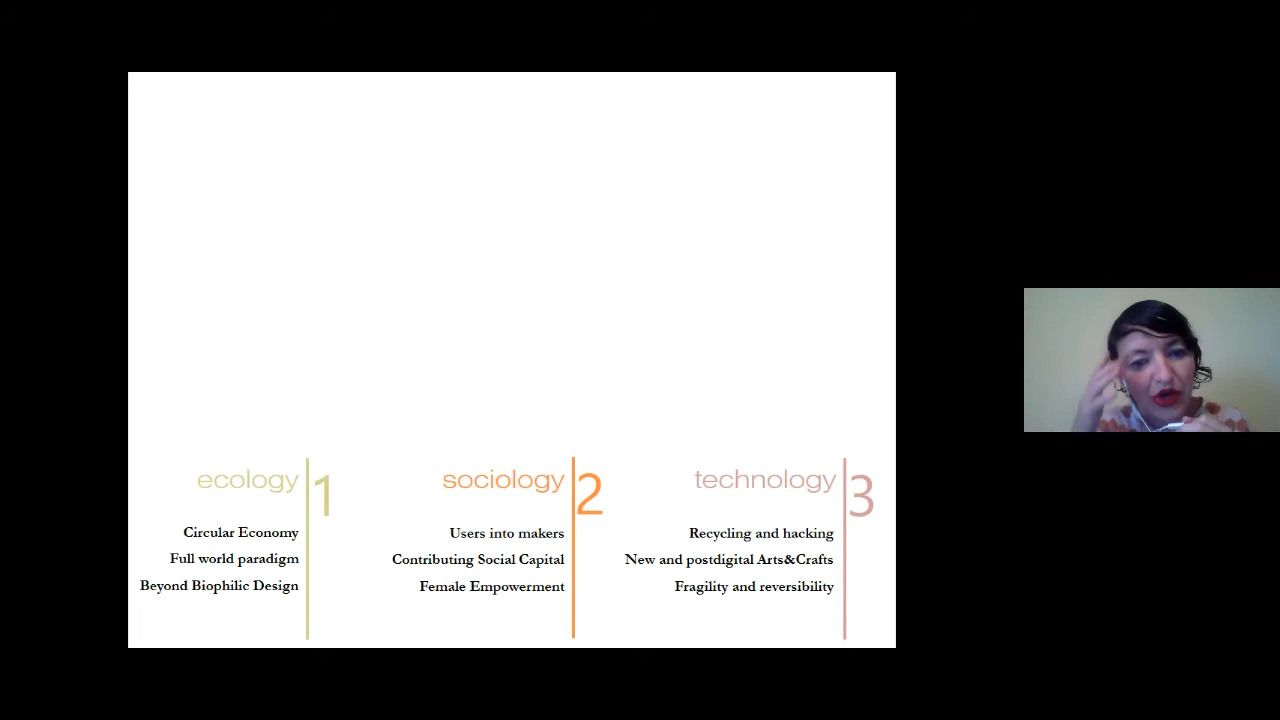 ecology 1
Circular Economy
Full world paradigm
Beyond Biophilic Design
sociology 2
Users into makers
Contributing Social Capital
Female Empowerment
technology 3
Recycling and hacking
New and postdigital Arts&Crafts
Fragility and reversibility